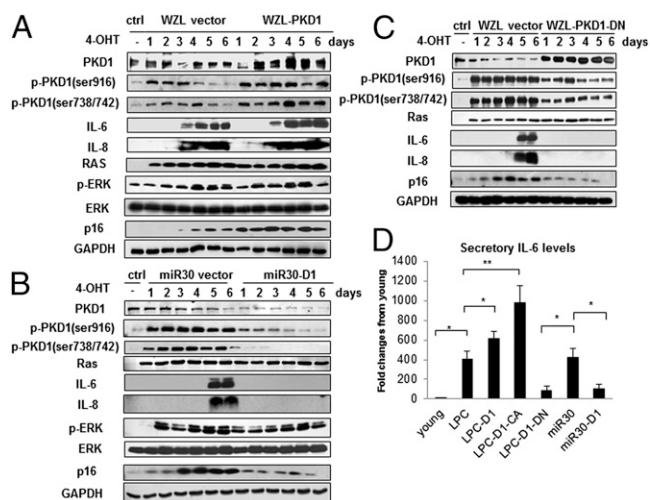 A
ctrl WZL vector WZL-PKD1
4-OHT - 1 2 3 4 5 6 1 2 3 4 5 6 days
PKD1
p-PKD1(ser916)
p-PKD1(ser738/742)
IL-6
IL-8
RAS
p-ERK
ERK
p16
GAPDH
B
ctrl miR30 vector miR30-D1
4-OHT - 1 2 3 4 5 6 1 2 3 4 5 6 days
PKD1
p-PKD1(ser916)
p-PKD1(ser738/742)
Ras
IL-6
IL-8
p-ERK
ERK
p16
GAPDH
C
ctrl WZL vector WZL-PKD1-DN
4-OHT - 1 2 3 4 5 6 1 2 3 4 5 6 days
PKD1
p-PKD1(ser916)
p-PKD1(ser738/742)
Ras
IL-6
IL-8
p16
GAPDH
D
Secretory IL-6 levels
Fold changes from young
1400
1200
1000
800
600
400
200
0
* * ** * *
young LPC LPC-D1 LPC-D1-CA LPC-D1-DN miR30 miR30-D1